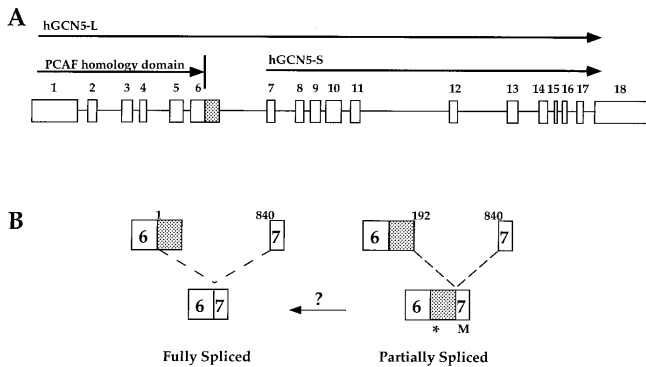 A
hGCN5-L
PCAF homology domain
hGCN5-S
1 2 3 4 5 6 7 8 9 10 11 12 13 14 15 16 17 18
B
1 840 192 840
6 7 6 7
?
6 7 6 7
* M
Fully Spliced Partially Spliced